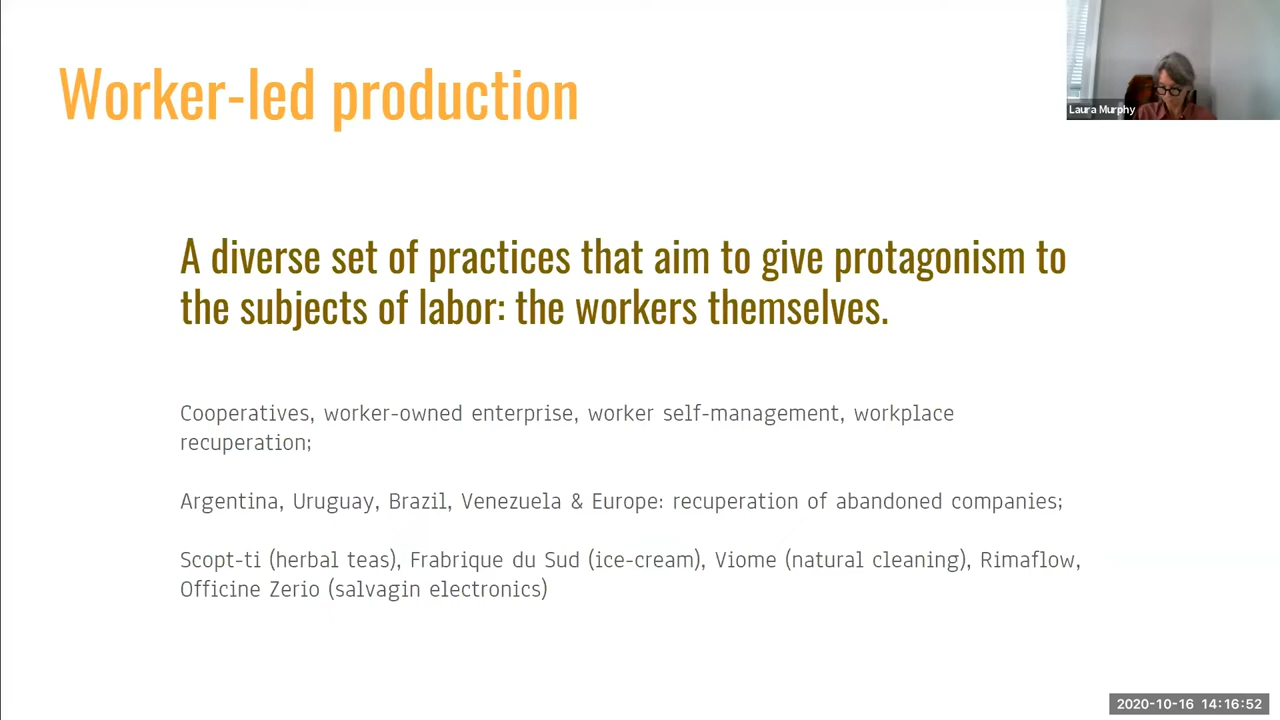 Worker-led production
Laura Murphy
A diverse set of practices that aim to give protagonism to
the subjects of labor: the workers themselves.
Cooperatives, worker-owned enterprise, worker self-management, workplace
recuperation;
Argentina, Uruguay, Brazil, Venezuela & Europe: recuperation of abandoned companies;
Scopt-ti (herbal teas), Frabrique du Sud (ice-cream), Viome (natural cleaning), Rimaflow,
Officine Zerio (salvagin electronics)
2020-10-16 14:16:52